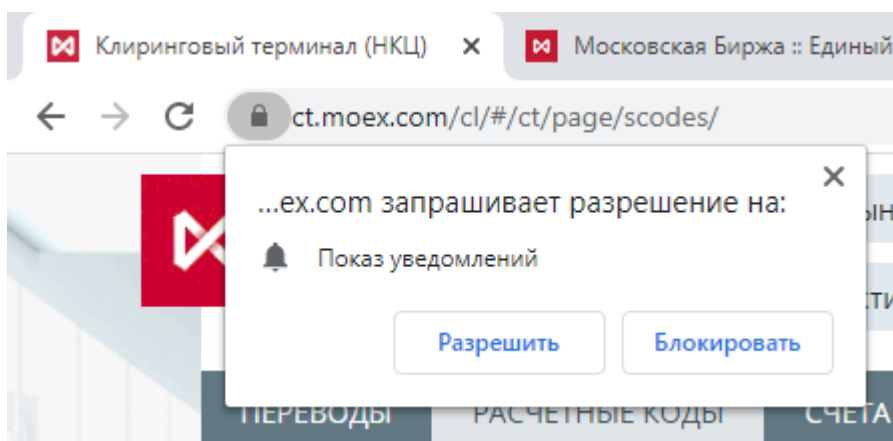 Клиринговый терминал (НКЦ)
Московская Биржа :: Единый
ct.moex.com/cl/#/ct/page/scodes/
...ex.com запрашивает разрешение на:
Показ уведомлений
Разрешить
Блокировать
ПЕРЕВОДЫ
РАСЧЕТНЫЕ КОДЫ
СЧЕТА